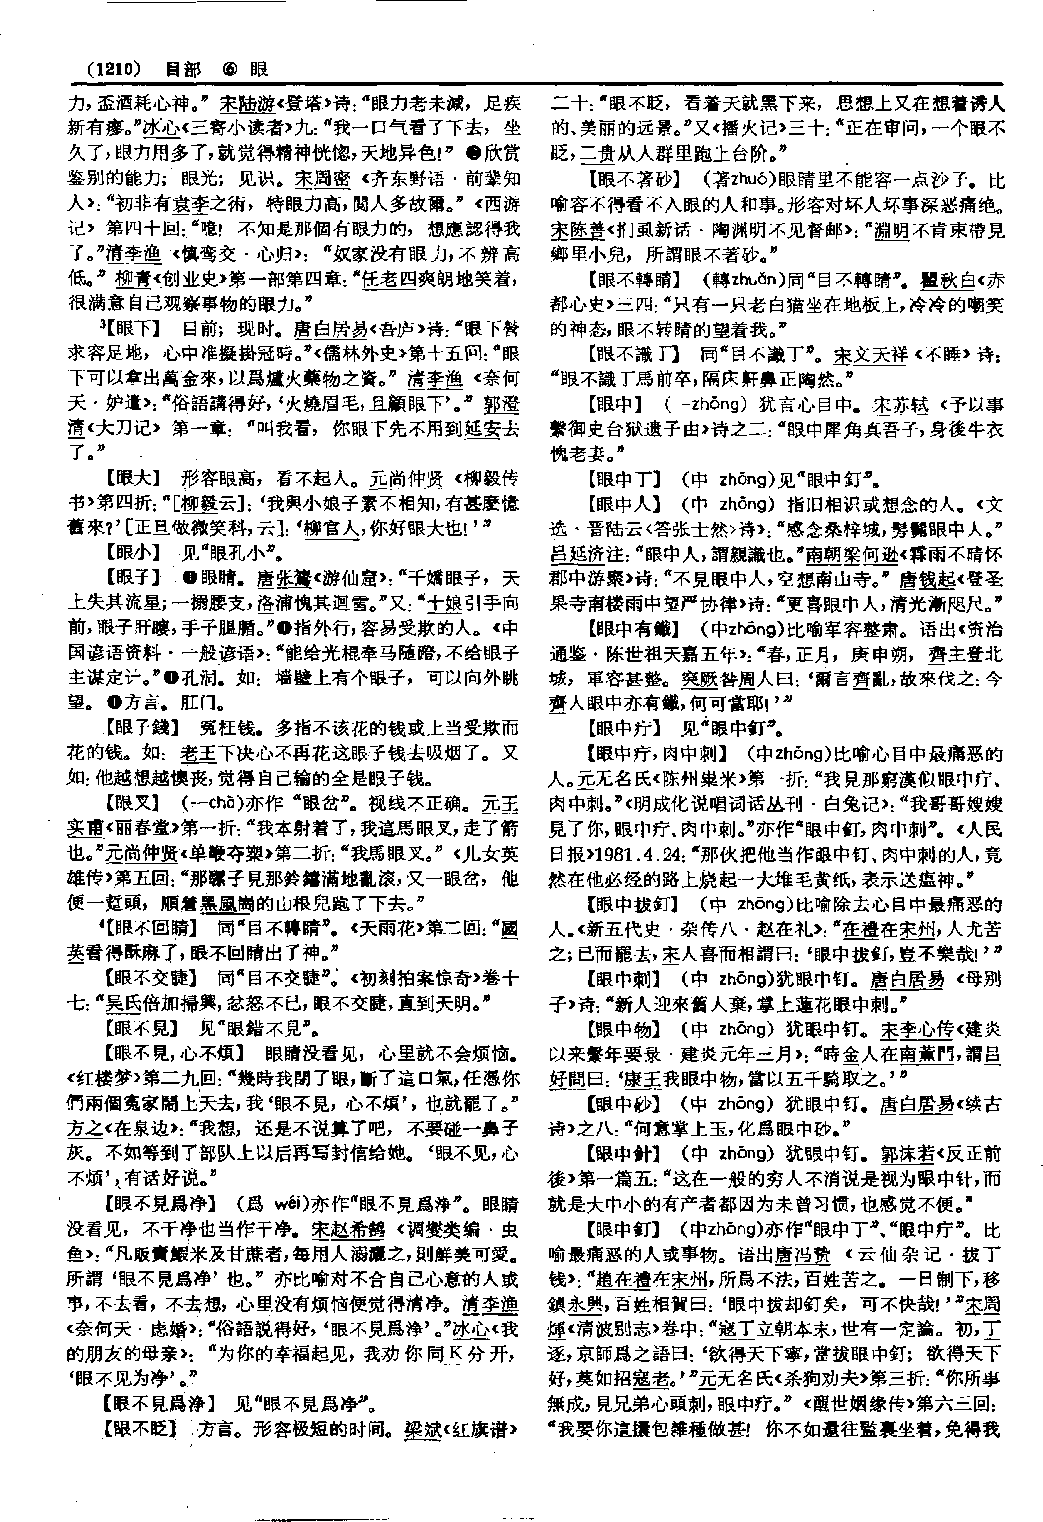 (1210) 目部 ⑥ 眼
力，歪酒耗心神。”宋陆游《登塔》诗：“眼力老未減，足疾
新有瘳。”冰心《三寄小读者》九：“我一口气看了下去，坐
久了，眼力用多了，就觉得精神恍惚，天地异色！” ❷欣赏
鉴别的能力；眼光；见识。宋周密《齐东野语·前辈知
人》：“初非有袁李之術，特眼力高，閲人多故爾。”《西游
记》第四十回：“嘥！不知是那個有眼力的，想應認得我
了。”清李渔《慎鸾交·心归》：“奴家没有眼力，不辨高
低。”柳青《创业史》第一部第四章：“任老四爽朗地笑着，
很满意自己观察事物的眼力。”
³【眼下】 目前；现时。唐白居易《吾庐》诗：“眼下營
求容足地，心中准擬掛冠時。”《儒林外史》第十五回：“眼
下可以拿出萬金來，以爲爐火藥物之資。”清李渔《奈何
天·妒遣》：“俗語講得好，‘火燒眉毛，且顧眼下’。”郭澄
清《大刀记》第一章：“叫我看，你眼下先不用到延安去
了。”
【眼大】 形容眼高，看不起人。元尚仲贤《柳毅传
书》第四折：“［柳毅云］：‘我與小娘子素不相知，有甚麽憶
舊來？’［正旦做微笑科，云］：‘柳官人，你好眼大也！’”
【眼小】 见“眼孔小”。
【眼子】 ❶眼睛。唐张鷟《游仙窟》：“千嬌眼子，天
上失其流星；一搦腰支，洛浦愧其迴雪。”又：“十娘引手向
前，眼子盱瞜，手子腽腯。”❷指外行，容易受欺的人。《中
国谚语资料·一般谚语》：“能给光棍牵马随蹬，不给眼子
主谋定计。”❸孔洞。如：墙壁上有个眼子，可以向外眺
望。❹方言。肛门。
【眼子錢】 冤枉钱。多指不该花的钱或上当受欺而
花的钱。如：老王下决心不再花这眼子钱去吸烟了。又
如：他越想越懊丧，觉得自己输的全是眼子钱。
【眼叉】 （—chā）亦作“眼岔”。视线不正确。元王
实甫《丽春堂》第一折：“我本射着了，我這馬眼叉，走了箭
也。”元尚仲贤《单鞭夺槊》第二折：“我馬眼叉。”《儿女英
雄传》第五回：“那騾子見那鈴鐺滿地亂滚，又一眼岔，他
便一蹬頭，順着黑風崗的山根兒跑了下去。”
⁴【眼不回睛】 同“目不轉睛”。《天雨花》第二回：“國
英看得酥麻了，眼不回睛出了神。”
【眼不交睫】 同“目不交睫”。《初刻拍案惊奇》卷十
七：“吴氏倍加掃興，忿怒不已，眼不交睫，直到天明。”
【眼不見】 见“眼錯不見”。
【眼不見，心不煩】 眼睛没看见，心里就不会烦恼。
《红楼梦》第二九回：“幾時我閉了眼，斷了這口氣，任憑你
們兩個冤家鬧上天去，我‘眼不見，心不煩’，也就罷了。”
方之《在泉边》：“我想，还是不说算了吧，不要碰一鼻子
灰。不如等到了部队上以后再写封信给她。‘眼不见，心
不烦’，有话好说。”
【眼不見爲净】 （爲 wéi）亦作“眼不見爲淨”。眼睛
没看见，不干净也当作干净。宋赵希鹄《调燮类编·虫
鱼》：“凡販賣鰕米及甘蔗者，每用人溺灑之，則鮮美可愛。
所謂‘眼不見爲净’也。”亦比喻对不合自己心意的人或
事，不去看，不去想，心里没有烦恼便觉得清净。清李渔
《奈何天·虑婚》：“俗語説得好，‘眼不見爲净’。”冰心《我
的朋友的母亲》：“为你的幸福起见，我劝你同K分开，
‘眼不见为净’。”
【眼不見爲淨】 见“眼不見爲净”。
【眼不眨】 方言。形容极短的时间。梁斌《红旗谱》
二十：“眼不眨，看着天就黑下来，思想上又在想着诱人
的、美丽的远景。”又《播火记》三十：“正在审问，一个眼不
眨，二贵从人群里跑上台阶。”
【眼不著砂】 （著zhuó）眼睛里不能容一点沙子。比
喻容不得看不入眼的人和事。形容对坏人坏事深恶痛绝。
宋陈善《扪虱新话·陶渊明不见督邮》：“淵明不肯束帶見
鄉里小兒，所謂眼不著砂。”
【眼不轉睛】 （轉zhuǎn）同“目不轉睛”。瞿秋白《赤
都心史》三四：“只有一只老白猫坐在地板上，冷冷的嘲笑
的神态，眼不转睛的望着我。”
【眼不識丁】 同“目不識丁”。宋文天祥《不睡》诗：
“眼不識丁馬前卒，隔床鼾鼻正陶然。”
【眼中】 （-zhōng）犹言心目中。宋苏轼《予以事
繫御史台狱遗子由》诗之二：“眼中犀角真吾子，身後牛衣
愧老妻。”
【眼中丁】 （中 zhōng）见“眼中釘”。
【眼中人】 （中 zhōng）指旧相识或想念的人。《文
选·晋陆云〈答张士然〉诗》：“感念桑梓城，髣髴眼中人。”
吕延济注：“眼中人，謂親識也。”南朝梁何逊《霖雨不晴怀
郡中游聚》诗：“不見眼中人，空想南山寺。”唐钱起《登圣
果寺南楼雨中望严协律》诗：“更喜眼中人，清光漸咫尺。”
【眼中有鐵】 （中zhōng）比喻军容整肃。语出《资治
通鉴·陈世祖天嘉五年》：“春，正月，庚申朔，齊主登北
城，軍容甚整。突厥咎周人曰：‘爾言齊亂，故來伐之；今
齊人眼中亦有鐵，何可當耶！’”
【眼中疔】 见“眼中釘”。
【眼中疔，肉中刺】 （中zhōng）比喻心目中最痛恶的
人。元无名氏《陈州粜米》第一折：“我見那窮漢似眼中疔、
肉中刺。”《明成化说唱词话丛刊·白兔记》：“我哥哥嫂嫂
見了你，眼中疔、肉中刺。”亦作“眼中釘，肉中刺”。《人民
日报》1981.4.24：“那伙把他当作眼中钉、肉中刺的人，竟
然在他必经的路上烧起一大堆毛黄纸，表示送瘟神。”
【眼中拔釘】 （中 zhōng）比喻除去心目中最痛恶的
人。《新五代史·杂传八·赵在礼》：“在禮在宋州，人尤苦
之；已而罷去，宋人喜而相謂曰：‘眼中拔釘，豈不樂哉！’”
【眼中刺】 （中 zhōng）犹眼中钉。唐白居易《母别
子》诗：“新人迎來舊人棄，掌上蓮花眼中刺。”
【眼中物】 （中 zhōng）犹眼中钉。宋李心传《建炎
以来繫年要录·建炎元年三月》：“時金人在南薰門，謂吕
好問曰：‘康王我眼中物，當以五千騎取之。’”
【眼中砂】 （中 zhōng）犹眼中钉。唐白居易《续古
诗》之八：“何意掌上玉，化爲眼中砂。”
【眼中針】 （中 zhōng）犹眼中钉。郭沫若《反正前
後》第一篇五：“这在一般的穷人不消说是视为眼中针，而
就是大中小的有产者都因为未曾习惯，也感觉不便。”
【眼中釘】 （中zhōng）亦作“眼中丁”、“眼中疔”。比
喻最痛恶的人或事物。语出唐冯贽《云仙杂记·拔丁
钱》：“趙在禮在宋州，所爲不法，百姓苦之。一日制下，移
鎮永興，百姓相賀曰：‘眼中拔却釘矣，可不快哉！’”宋周
煇《清波别志》卷中：“寇丁立朝本末，世有一定論。初，丁
逐，京師爲之語曰：‘欲得天下寧，當拔眼中釘；欲得天下
好，莫如招寇老。’”元无名氏《杀狗劝夫》第三折：“你所事
無成，見兄弟心頭刺，眼中疔。”《醒世姻缘传》第六三回：
“我要你這攮包雜種做甚！你不如還往監裏坐着，免得我